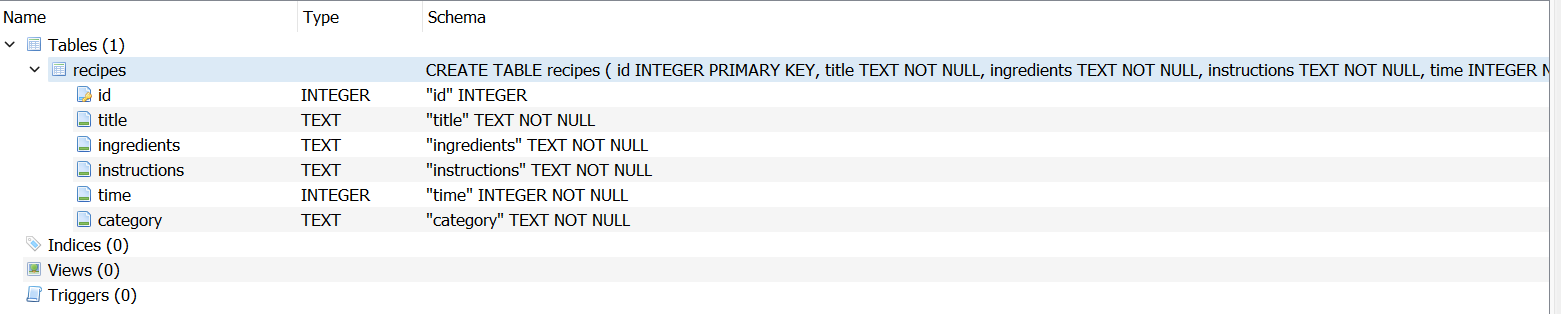 Name Type Schema
Tables (1)
recipes CREATE TABLE recipes ( id INTEGER PRIMARY KEY, title TEXT NOT NULL, ingredients TEXT NOT NULL, instructions TEXT NOT NULL, time INTEGER N
id INTEGER "id" INTEGER
title TEXT "title" TEXT NOT NULL
ingredients TEXT "ingredients" TEXT NOT NULL
instructions TEXT "instructions" TEXT NOT NULL
time INTEGER "time" INTEGER NOT NULL
category TEXT "category" TEXT NOT NULL
Indices (0)
Views (0)
Triggers (0)